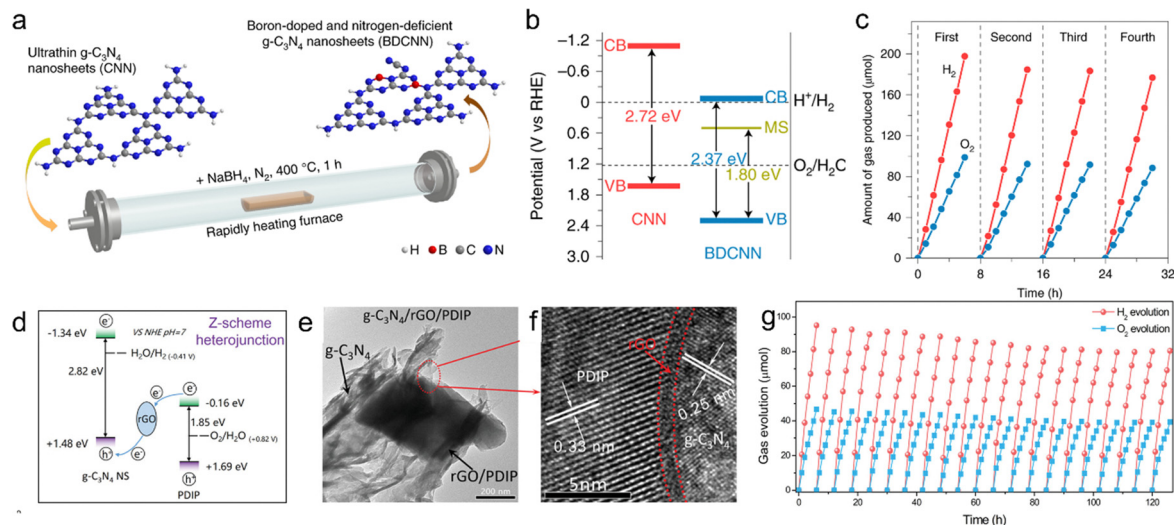 a
Ultrathin g-C3N4
nanosheets (CNN)
Boron-doped and nitrogen-deficient
g-C3N4 nanosheets (BDCNN)
+ NaBH4, N2, 400 °C, 1 h
Rapidly heating furnace
H B C N
b
Potential (V vs RHE)
-1.2
-0.6
0
0.6
1.2
1.8
2.4
3.0
CB
2.72 eV
VB
CNN
CB
MS
2.37 eV
1.80 eV
VB
BDCNN
H+/H2
O2/H2C
c
Amount of gas produced (μmol)
200
160
120
80
40
0
First Second Third Fourth
H2
O2
0 8 16 24 32
Time (h)
d
e-
-1.34 eV
VS NHE pH=7
Z-scheme
heterojunction
H2O/H2 (-0.41 V)
2.82 eV
e-
e-
-0.16 eV
rGO
1.85 eV
O2/H2O (+0.82 V)
+1.48 eV
h+
e-
+1.69 eV
g-C3N4 NS
h+
PDIP
e
g-C3N4/rGO/PDIP
g-C3N4
rGO/PDIP
200 nm
f
rGO
PDIP
0.25 nm
0.33 nm
g-C3N4
5nm
g
H2 evolution
O2 evolution
Gas evolution (μmol)
100
80
60
40
20
0
0 20 40 60 80 100 120
Time (h)